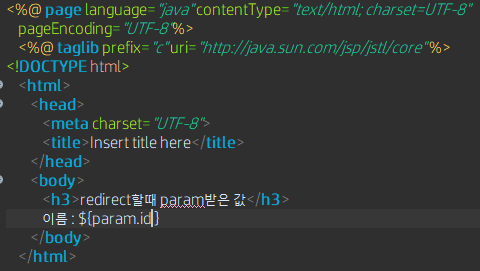 <%@ page language="java" contentType="text/html; charset=UTF-8"
pageEncoding="UTF-8"%>
<%@ taglib prefix="c" uri="http://java.sun.com/jsp/jstl/core"%>
<!DOCTYPE html>
<html>
<head>
<meta charset="UTF-8">
<title>Insert title here</title>
</head>
<body>
<h3>redirect할때 param받은 값</h3>
이름 : ${param.id}
</body>
</html>